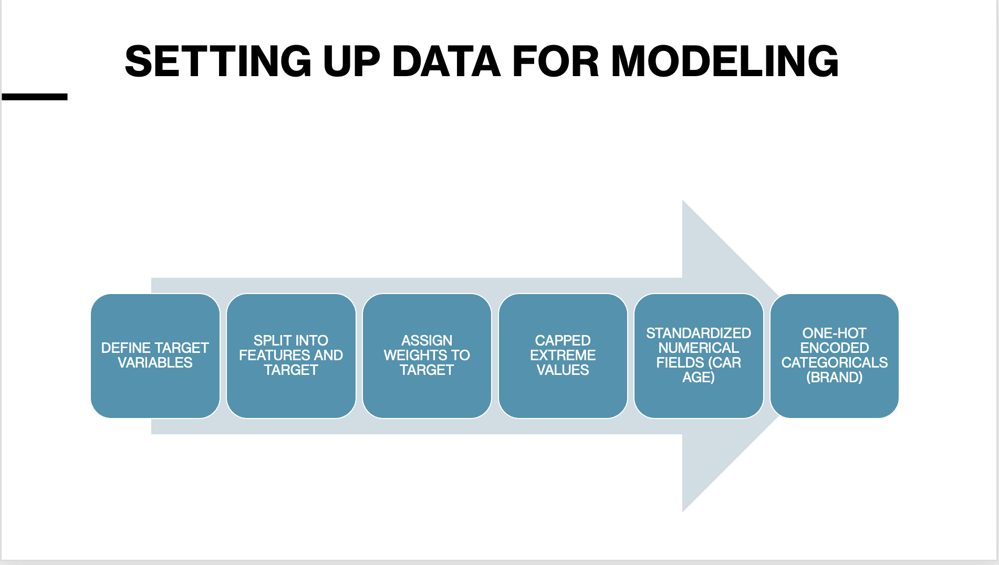 SETTING UP DATA FOR MODELING
DEFINE TARGET
VARIABLES
SPLIT INTO
FEATURES AND
TARGET
ASSIGN
WEIGHTS TO
TARGET
CAPPED
EXTREME
VALUES
STANDARDIZED
NUMERICAL
FIELDS (CAR
AGE)
ONE-HOT
ENCODED
CATEGORICALS
(BRAND)